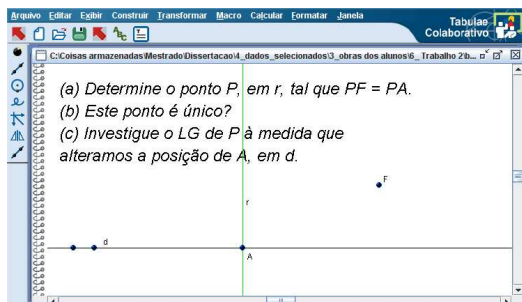 Arquivo Editar Exibir Construir Transformar Macro Calcular Formatar Janela
Tabulae
Colaborativo
C:\Coisas armazenadas\Mestrado\Dissertacao\4_dados_selecionados\3_obras dos alunos\6_ Trabalho 2\b...
(a) Determine o ponto P, em r, tal que PF = PA.
(b) Este ponto é único?
(c) Investigue o LG de P à medida que
alteramos a posição de A, em d.
F
r
d
A